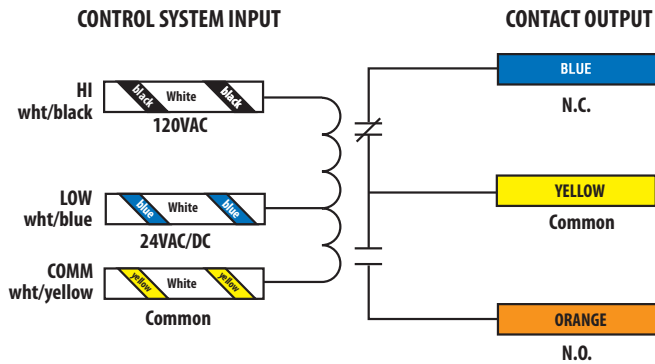 CONTROL SYSTEM INPUT
HI
wht/black
black White black
120VAC
LOW
wht/blue
blue White blue
24VAC/DC
COMM
wht/yellow
yellow White yellow
Common
CONTACT OUTPUT
BLUE
N.C.
YELLOW
Common
ORANGE
N.O.